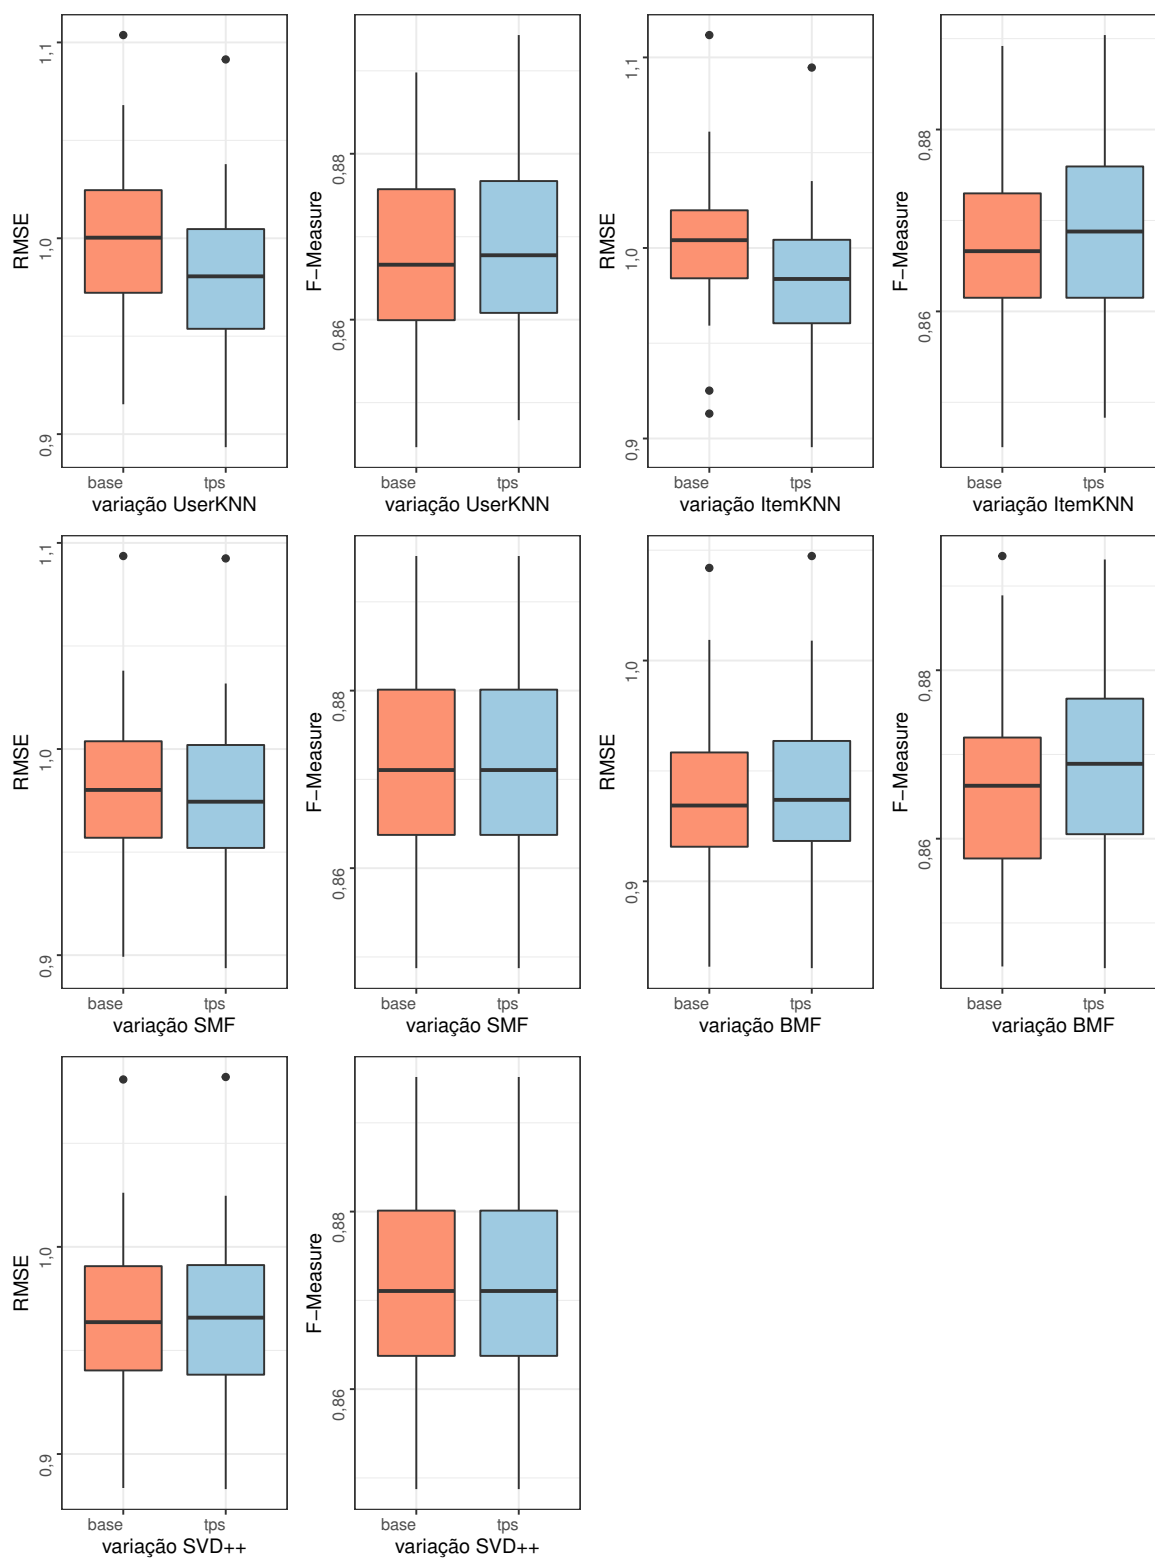 RMSE
1,1
1,0
0,9
base
tps
variação UserKNN
F−Measure
0,88
0,86
base
tps
variação UserKNN
RMSE
1,1
1,0
0,9
base
tps
variação ItemKNN
F−Measure
0,88
0,86
base
tps
variação ItemKNN
RMSE
1,1
1,0
0,9
base
tps
variação SMF
F−Measure
0,88
0,86
base
tps
variação SMF
RMSE
1,0
0,9
base
tps
variação BMF
F−Measure
0,88
0,86
base
tps
variação BMF
RMSE
1,0
0,9
base
tps
variação SVD++
F−Measure
0,88
0,86
base
tps
variação SVD++